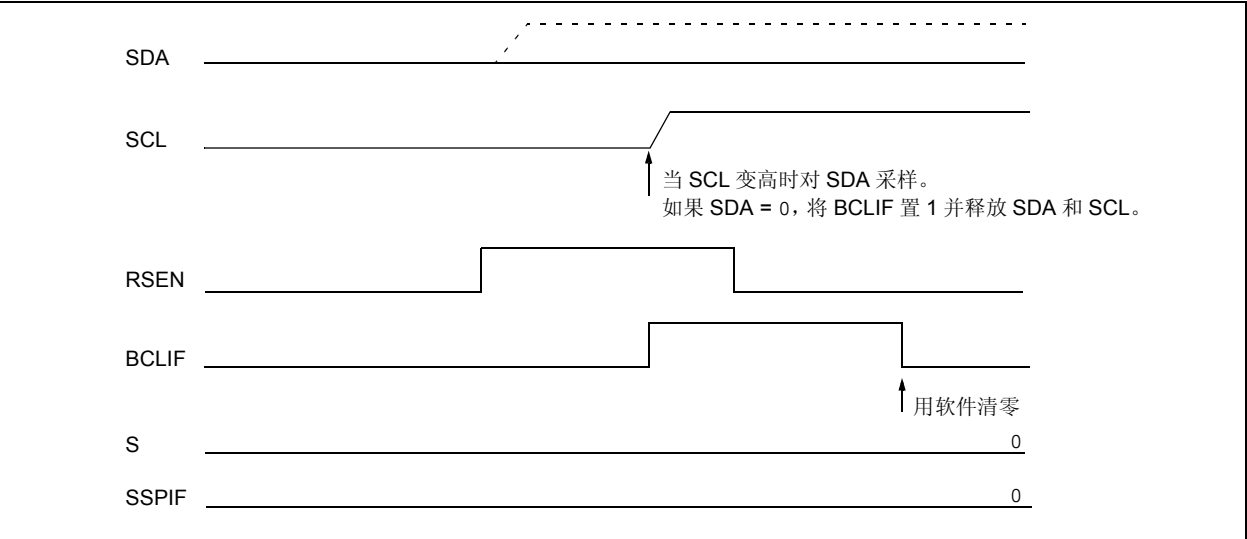 SDA
SCL
当 SCL 变高时对 SDA 采样。
如果 SDA = 0，将 BCLIF 置 1 并释放 SDA 和 SCL。
RSEN
BCLIF
用软件清零
S
0
SSPIF
0